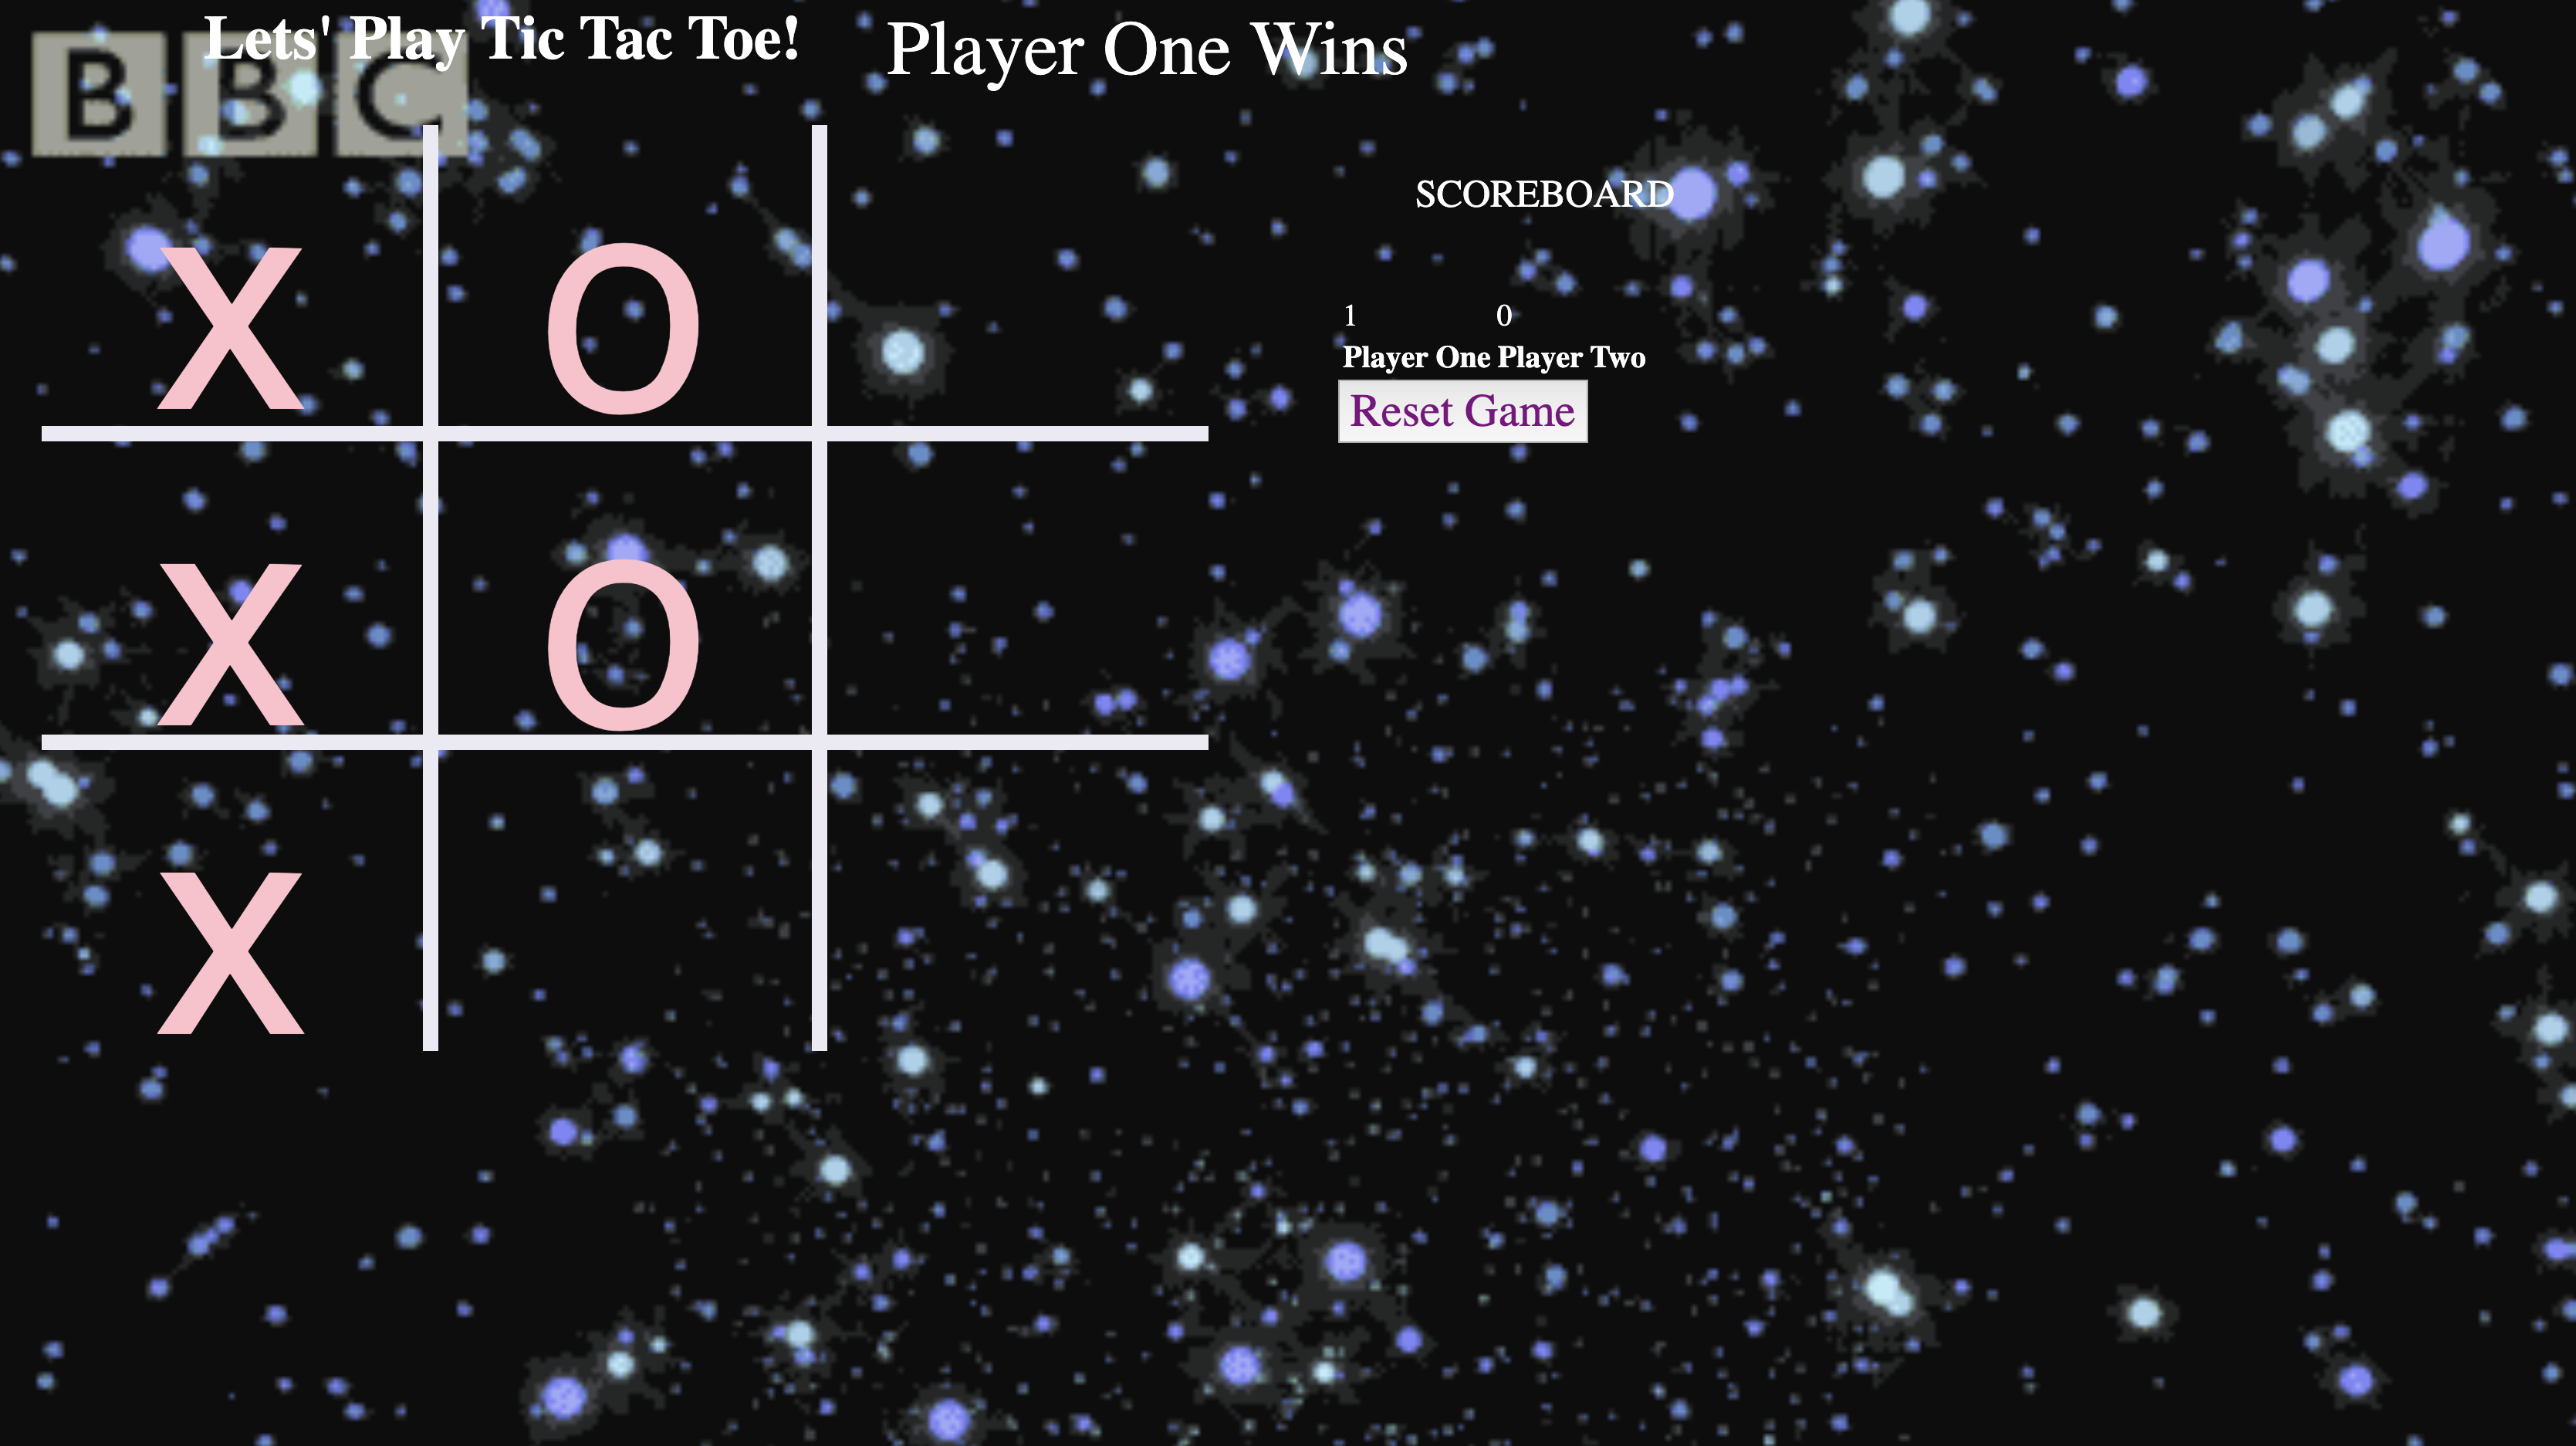 BBC
Lets' Play Tic Tac Toe!
Player One Wins
SCOREBOARD
1 0
Player One Player Two
Reset Game
X O
X O
X